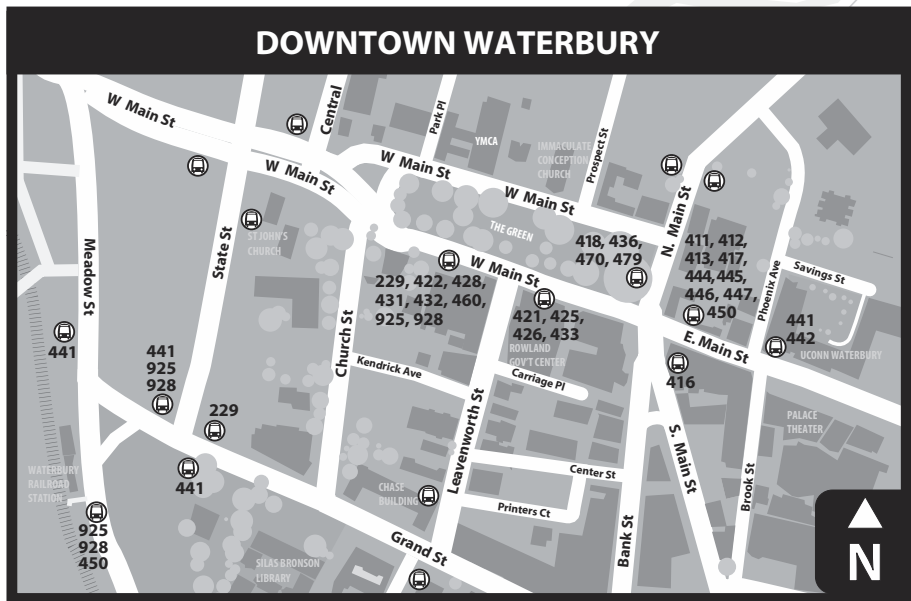 DOWNTOWN WATERBURY
W Main St
Central
Park Pl
YMCA
IMMACULATE
CONCEPTION
CHURCH
Prospect St
W Main St
W Main St
W Main St
N. Main St
THE GREEN
ST JOHN'S
CHURCH
State St
Meadow St
418, 436,
470, 479
411, 412,
413, 417,
444, 445,
446, 447,
450
Phoenix Ave
Savings St
W Main St
229, 422, 428,
431, 432, 460,
925, 928
421, 425,
426, 433
ROWLAND
GOV'T CENTER
441
442
UCONN WATERBURY
E. Main St
416
441
441
925
928
229
441
Church St
Kendrick Ave
Carriage Pl
Leavenworth St
PALACE
THEATER
S. Main St
Brook St
Center St
Printers Ct
Bank St
CHASE
BUILDING
WATERBURY
RAILROAD
STATION
925
928
450
Grand St
SILAS BRONSON
LIBRARY
N